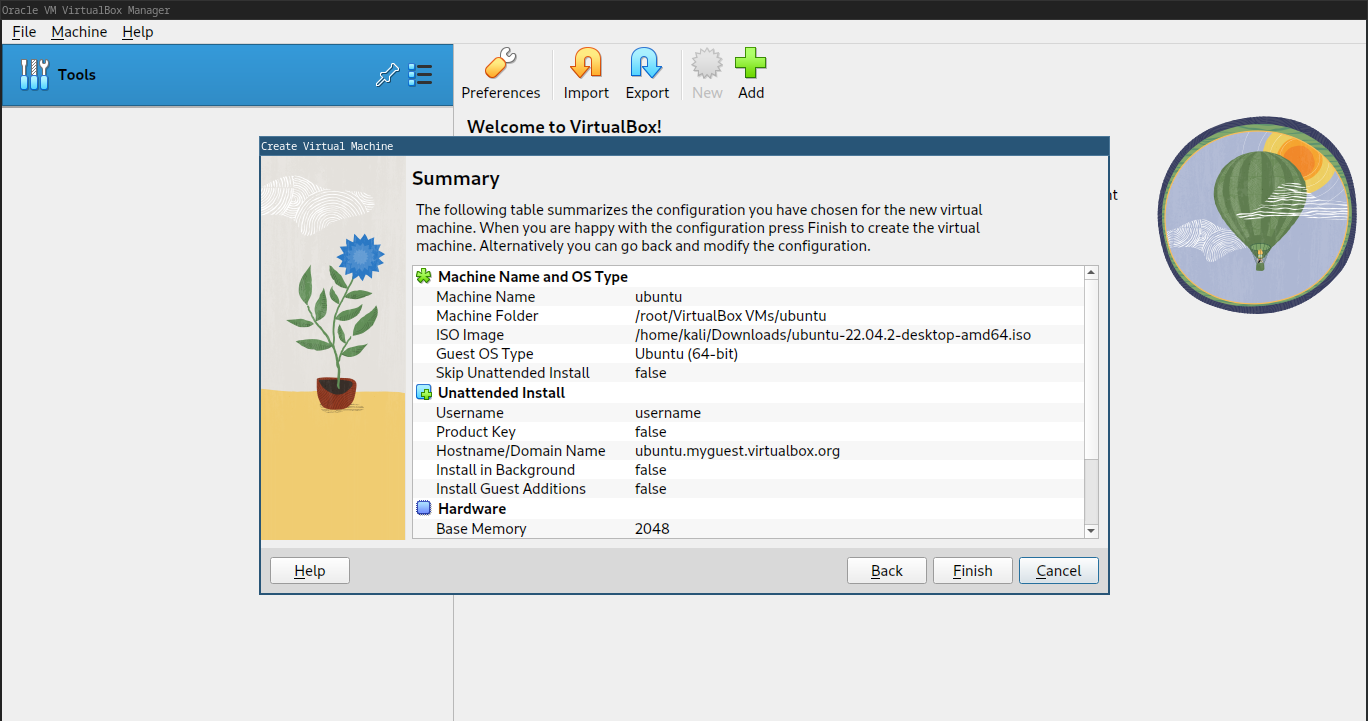 Oracle VM VirtualBox Manager
File Machine Help
Tools
Preferences Import Export New Add
Welcome to VirtualBox!
Create Virtual Machine
Summary
The following table summarizes the configuration you have chosen for the new virtual
machine. When you are happy with the configuration press Finish to create the virtual
machine. Alternatively you can go back and modify the configuration.
Machine Name and OS Type
Machine Name ubuntu
Machine Folder /root/VirtualBox VMs/ubuntu
ISO Image /home/kali/Downloads/ubuntu-22.04.2-desktop-amd64.iso
Guest OS Type Ubuntu (64-bit)
Skip Unattended Install false
Unattended Install
Username username
Product Key false
Hostname/Domain Name ubuntu.myguest.virtualbox.org
Install in Background false
Install Guest Additions false
Hardware
Base Memory 2048
Help Back Finish Cancel